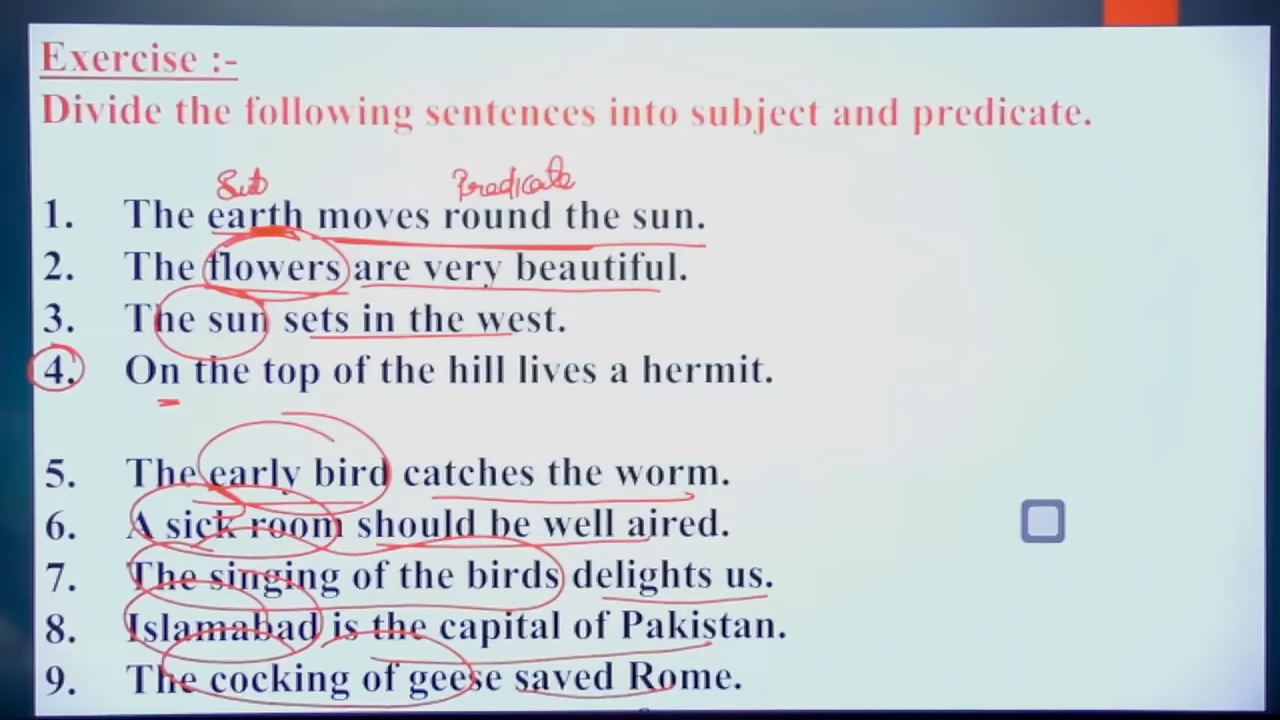 Exercise :-
Divide the following sentences into subject and predicate.
Sub Predicate
1. The earth moves round the sun.
2. The flowers are very beautiful.
3. The sun sets in the west.
4. On the top of the hill lives a hermit.
5. The early bird catches the worm.
6. A sick room should be well aired.
7. The singing of the birds delights us.
8. Islamabad is the capital of Pakistan.
9. The cocking of geese saved Rome.